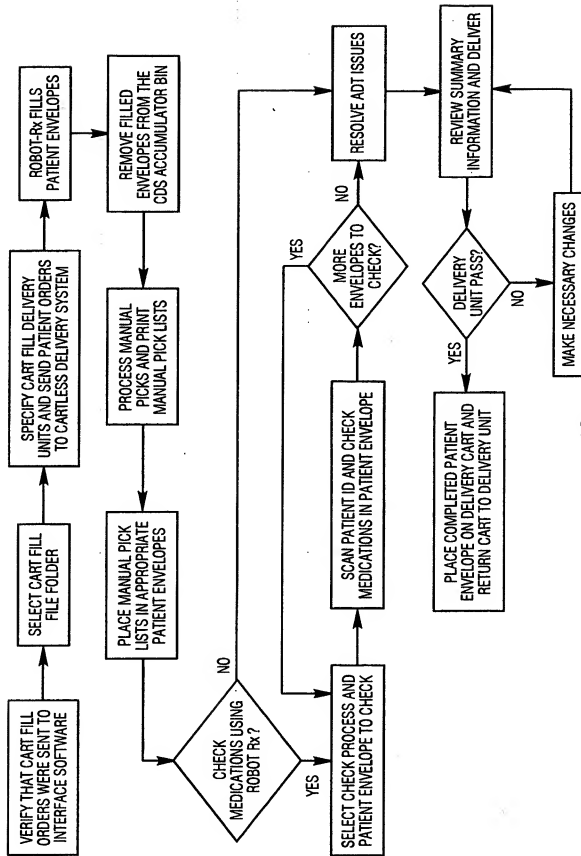 VERIFY THAT CART FILL
ORDERS WERE SENT TO
INTERFACE SOFTWARE
SELECT CART FILL
FILE FOLDER
SPECIFY CART FILL DELIVERY
UNITS AND SEND PATIENT ORDERS
TO CARTLESS DELIVERY SYSTEM
ROBOT-Rx FILLS
PATIENT ENVELOPES
REMOVE FILLED
ENVELOPES FROM THE
CDS ACCUMULATOR BIN
PROCESS MANUAL
PICKS AND PRINT
MANUAL PICK LISTS
PLACE MANUAL PICK
LISTS IN APPROPRIATE
PATIENT ENVELOPES
CHECK
MEDICATIONS USING
ROBOT Rx?
NO
YES
SELECT CHECK PROCESS AND
PATIENT ENVELOPE TO CHECK
SCAN PATIENT ID AND CHECK
MEDICATIONS IN PATIENT ENVELOPE
MORE
ENVELOPES TO
CHECK?
YES
NO
RESOLVE ADT ISSUES
REVIEW SUMMARY
INFORMATION AND DELIVER
DELIVERY
UNIT PASS?
YES
NO
MAKE NECESSARY CHANGES
PLACE COMPLETED PATIENT
ENVELOPE ON DELIVERY CART AND
RETURN CART TO DELIVERY UNIT